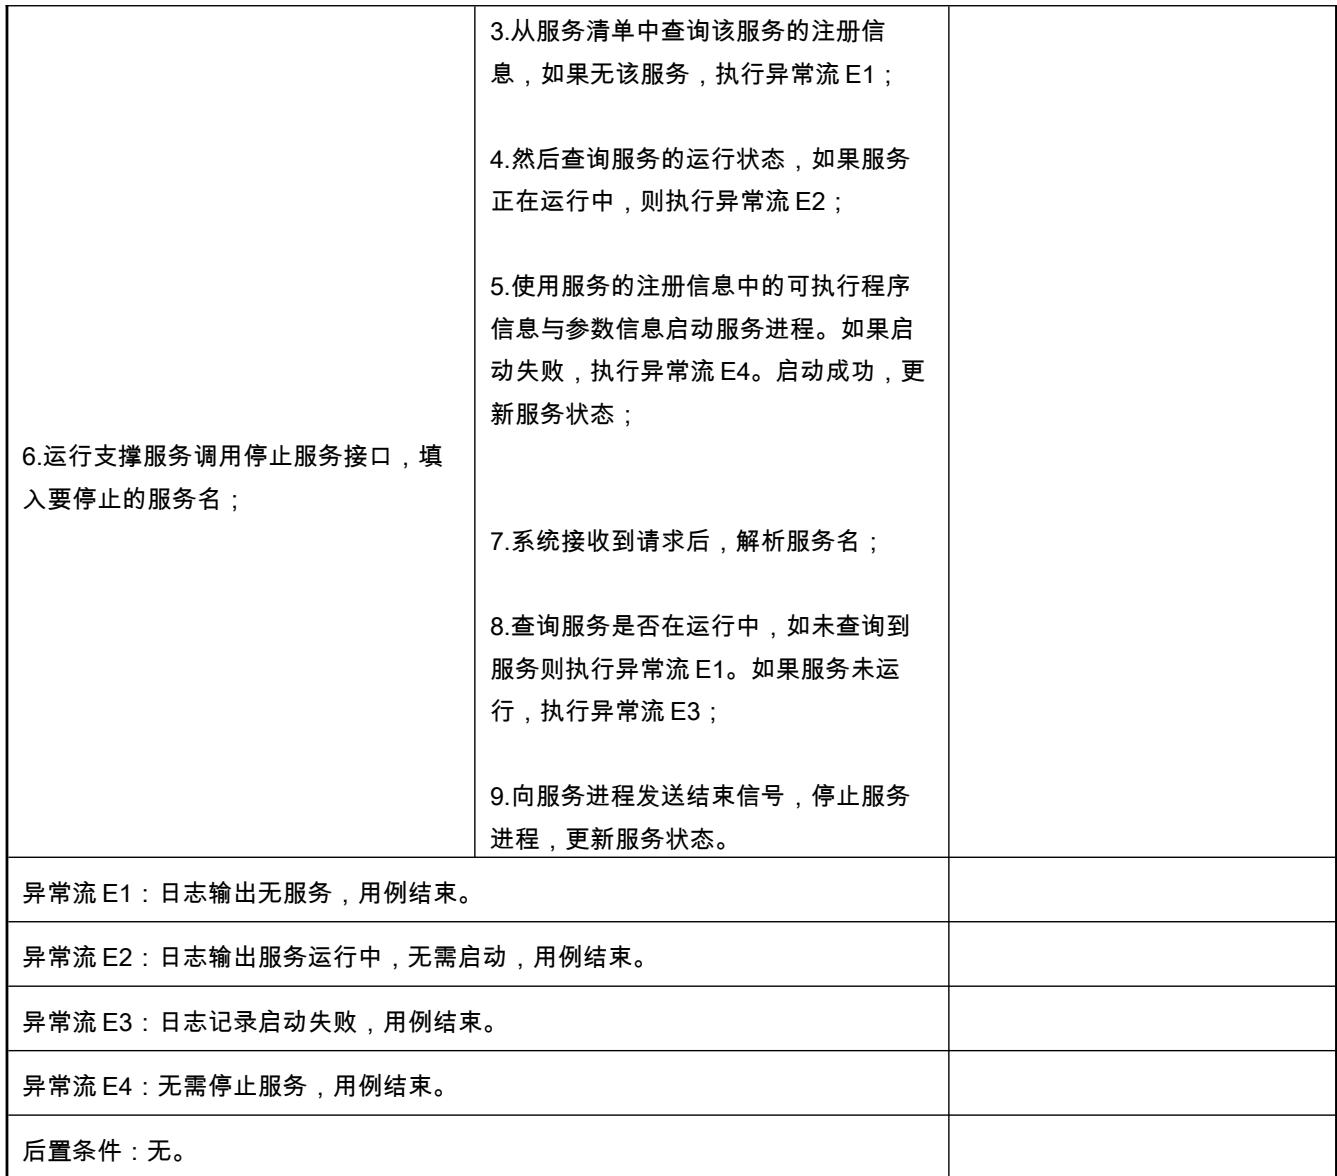 3.从服务清单中查询该服务的注册信
息，如果无该服务，执行异常流 E1；
4.然后查询服务的运行状态，如果服务
正在运行中，则执行异常流 E2；
5.使用服务的注册信息中的可执行程序
信息与参数信息启动服务进程。如果启
动失败，执行异常流 E4。启动成功，更
新服务状态；
6.运行支撑服务调用停止服务接口，填
入要停止的服务名；
7.系统接收到请求后，解析服务名；
8.查询服务是否在运行中，如未查询到
服务则执行异常流 E1。如果服务未运
行，执行异常流 E3；
9.向服务进程发送结束信号，停止服务
进程，更新服务状态。
异常流 E1：日志输出无服务，用例结束。
异常流 E2：日志输出服务运行中，无需启动，用例结束。
异常流 E3：日志记录启动失败，用例结束。
异常流 E4：无需停止服务，用例结束。
后置条件：无。